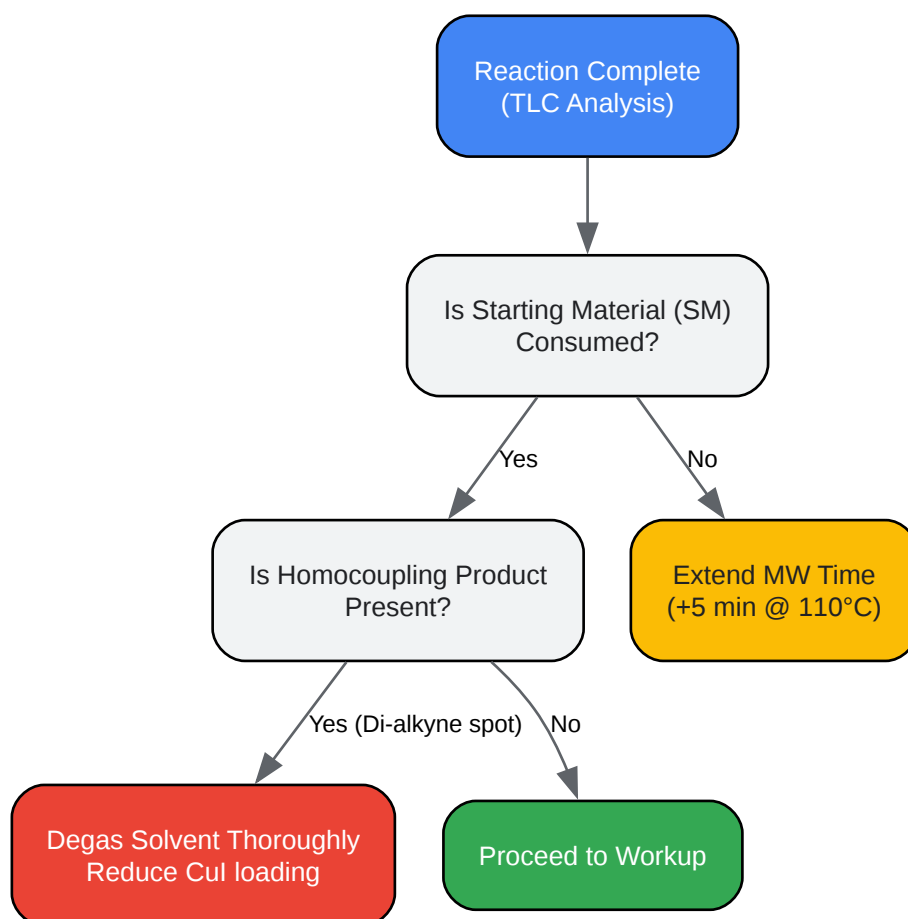 Reaction Complete
(TLC Analysis)
Is Starting Material (SM)
Consumed?
Yes
No
Is Homocoupling Product
Present?
Extend MW Time
(+5 min @ 110°C)
Yes (Di-alkyne spot)
No
Degas Solvent Thoroughly
Reduce CuI loading
Proceed to Workup